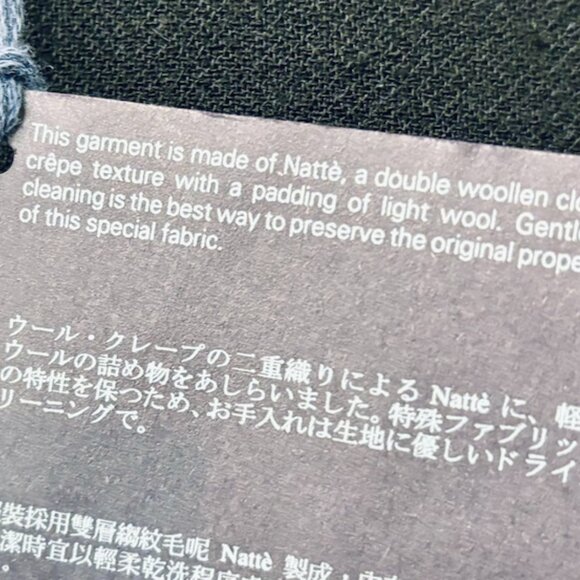 This garment is made of Nattè, a double woollen clo
crêpe texture with a padding of light wool. Gentl
cleaning is the best way to preserve the original prope
of this special fabric.
ウール・クレープの二重織りによる Nattè に、軽
ウールの詰め物をあしらいました。特殊ファブリッ
の特性を保つため、お手入れは生地に優しいドライ
リーニングで。
裝採用雙層縐紋毛呢 Nattè 製成,
潔時宜以輕柔乾洗程序